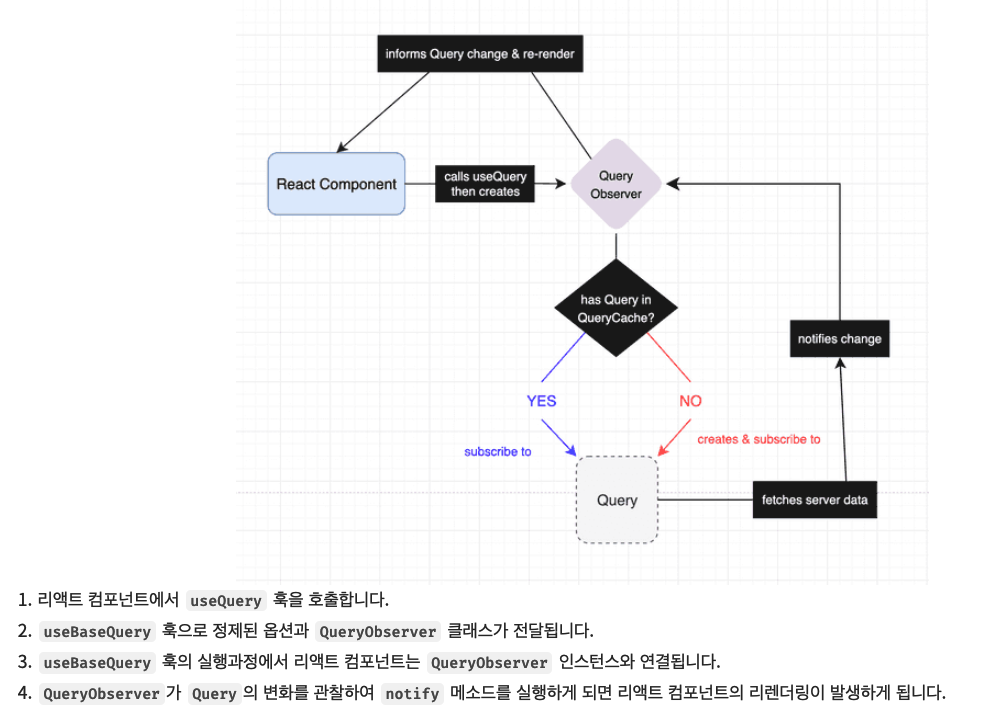 informs Query change & re-render
React Component
calls useQuery
then creates
Query
Observer
has Query in
QueryCache?
notifies change
YES
NO
creates & subscribe to
subscribe to
Query
fetches server data
1. 리액트 컴포넌트에서 useQuery 훅을 호출합니다.
2. useBaseQuery 훅으로 정제된 옵션과 QueryObserver 클래스가 전달됩니다.
3. useBaseQuery 훅의 실행과정에서 리액트 컴포넌트는 QueryObserver 인스턴스와 연결됩니다.
4. QueryObserver 가 Query 의 변화를 관찰하여 notify 메소드를 실행하게 되면 리액트 컴포넌트의 리렌더링이 발생하게 됩니다.